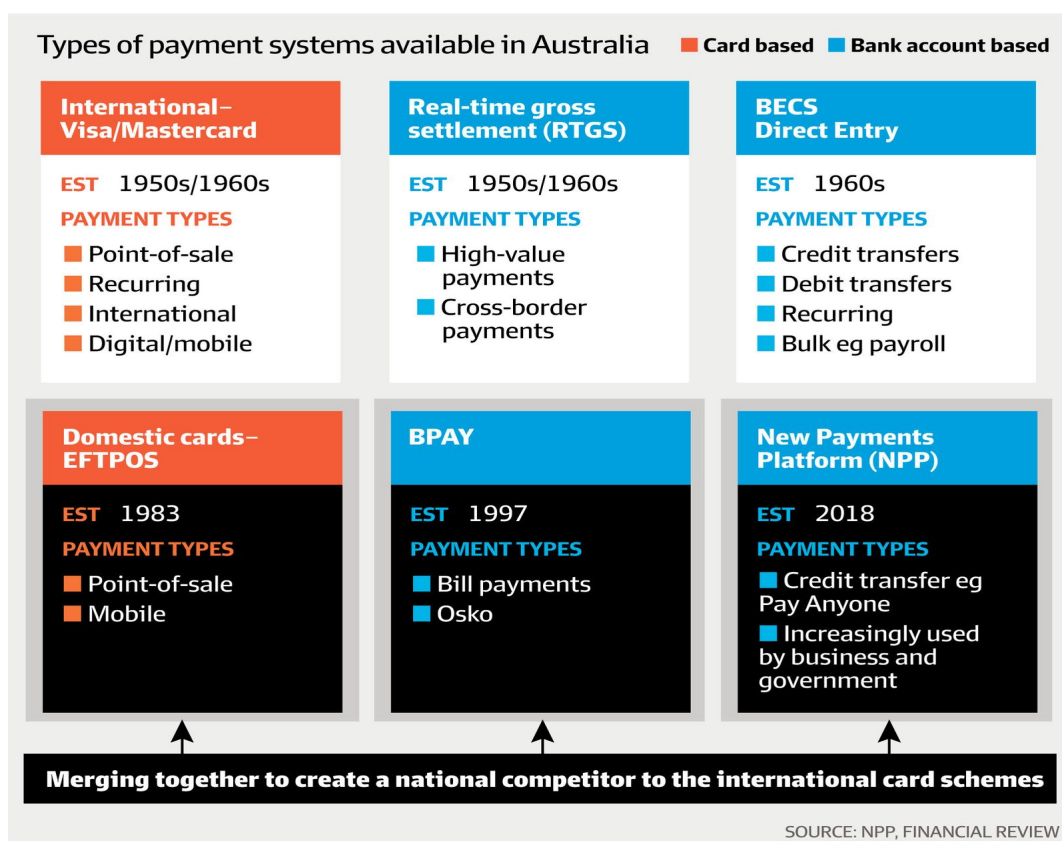 Types of payment systems available in Australia
Card based
Bank account based
International–
Visa/Mastercard
EST 1950s/1960s
PAYMENT TYPES
Point-of-sale
Recurring
International
Digital/mobile
Real-time gross
settlement (RTGS)
EST 1950s/1960s
PAYMENT TYPES
High-value
payments
Cross-border
payments
BECS
Direct Entry
EST 1960s
PAYMENT TYPES
Credit transfers
Debit transfers
Recurring
Bulk eg payroll
Domestic cards–
EFTPOS
EST 1983
PAYMENT TYPES
Point-of-sale
Mobile
BPAY
EST 1997
PAYMENT TYPES
Bill payments
Osko
New Payments
Platform (NPP)
EST 2018
PAYMENT TYPES
Credit transfer eg
Pay Anyone
Increasingly used
by business and
government
Merging together to create a national competitor to the international card schemes
SOURCE: NPP, FINANCIAL REVIEW